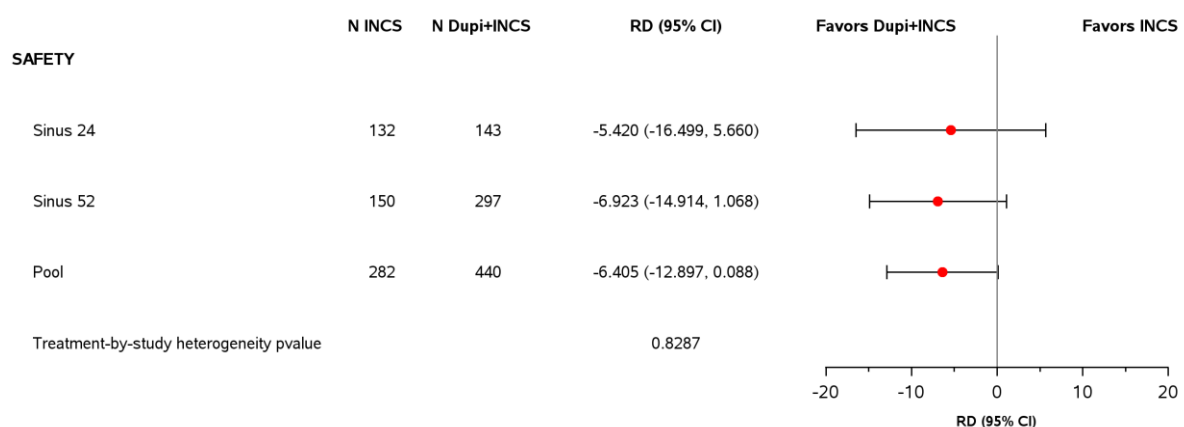 N INCS N Dupi+INCS RD (95% CI) Favors Dupi+INCS Favors INCS
SAFETY
Sinus 24 132 143 -5.420 (-16.499, 5.660)
Sinus 52 150 297 -6.923 (-14.914, 1.068)
Pool 282 440 -6.405 (-12.897, 0.088)
Treatment-by-study heterogeneity pvalue 0.8287
-20 -10 0 10 20
RD (95% CI)